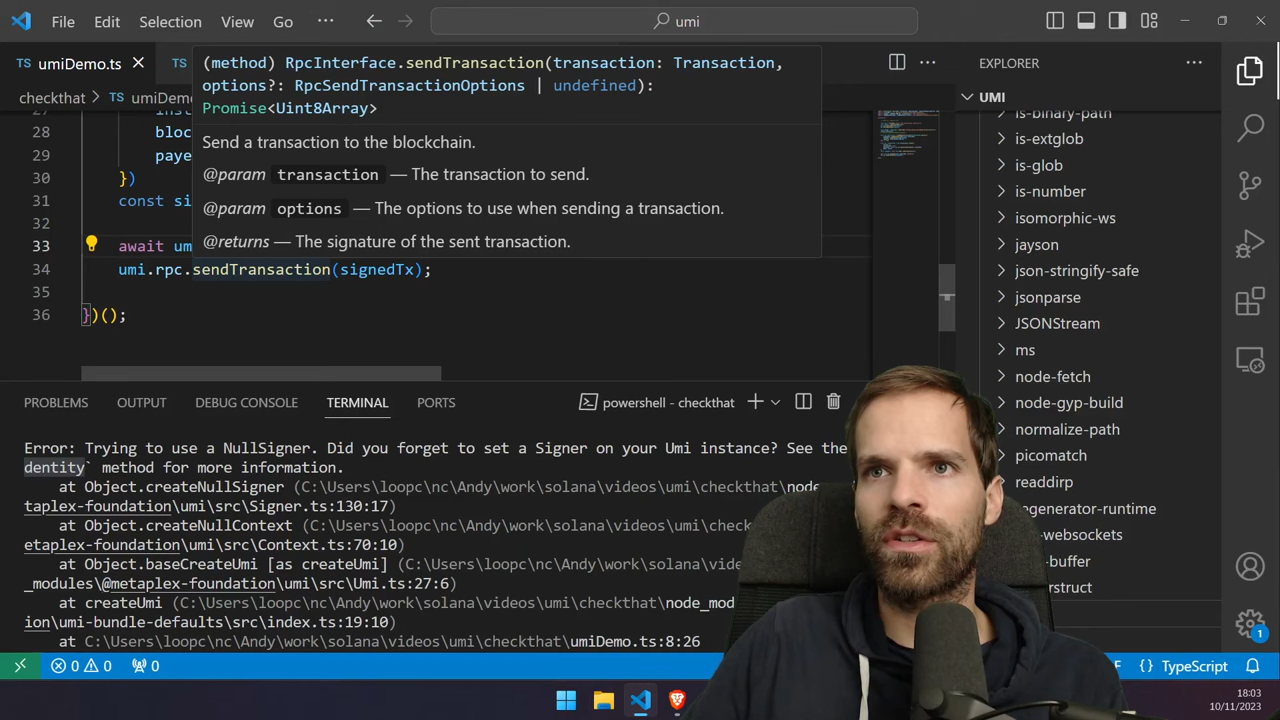 File Edit Selection View Go ··· umi
TS umiDemo.ts TS
EXPLORER
checkthat > TS
UMI
(method) RpcInterface.sendTransaction(transaction: Transaction,
options?: RpcSendTransactionOptions | undefined):
Promise<Uint8Array>
Send a transaction to the blockchain.
@param transaction — The transaction to send.
@param options — The options to use when sending a transaction.
@returns — The signature of the sent transaction.
27
28
29
30 })
31 const
32
33 await
34 umi.rpc.sendTransaction(signedTx);
35
36 })();
is-binary-path
is-extglob
is-glob
is-number
isomorphic-ws
jayson
json-stringify-safe
jsonparse
JSONStream
ms
node-fetch
node-gyp-build
normalize-path
picomatch
readdirp
regenerator-runtime
PROBLEMS OUTPUT DEBUG CONSOLE TERMINAL PORTS powershell - checkthat
Error: Trying to use a NullSigner. Did you forget to set a Signer on your Umi instance? See the
dentity` method for more information.
at Object.createNullSigner (C:\Users\loopc\nc\Andy\work\solana\videos\umi\checkthat\node_
taplex-foundation\umi\src\Signer.ts:130:17)
at Object.createNullContext (C:\Users\loopc\nc\Andy\work\solana\videos\umi\checkthat
etaplex-foundation\umi\src\Context.ts:70:10)
at Object.baseCreateUmi [as createUmi] (C:\Users\loopc\nc\Andy\work\solana\videos\umi
_modules\@metaplex-foundation\umi\src\Umi.ts:27:6)
at createUmi (C:\Users\loopc\nc\Andy\work\solana\videos\umi\checkthat\node_mod
ion\umi-bundle-defaults\src\index.ts:19:10)
at C:\Users\loopc\nc\Andy\work\solana\videos\umi\checkthat\umiDemo.ts:8:26
0 0 0
{} TypeScript
1
18:03
10/11/2023